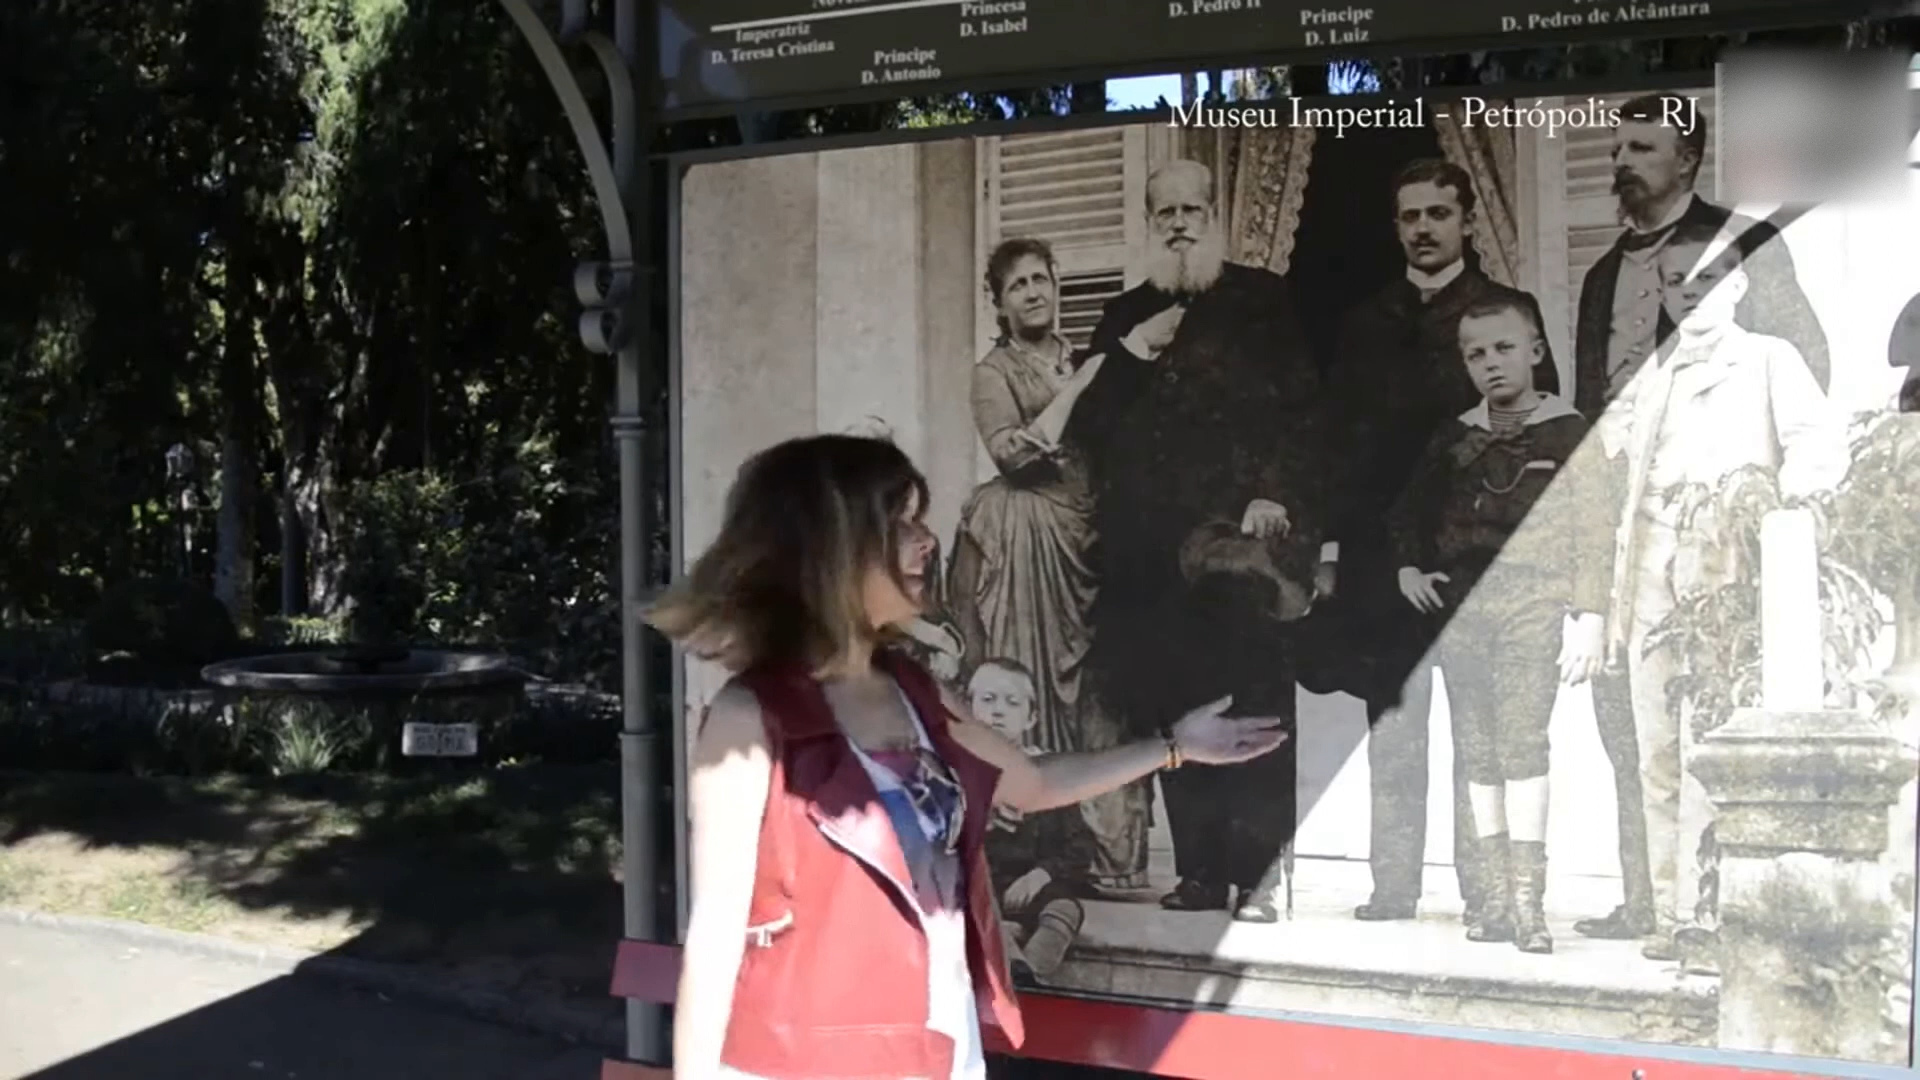 Princesa
D. Isabel
Imperatriz
D. Teresa Cristina
Principe
D. Antonio
D. Pedro II
Principe
D. Luiz
D. Pedro de Alcântara
Museu Imperial - Petrópolis - RJ